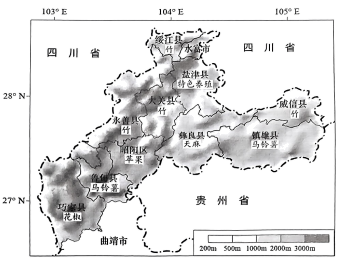 103° E
104° E
105° E
四川省
绥江县
竹
水富市
四川省
盐津县
特色养殖
28° N
大关县
竹
威信县
竹
永善县
竹
彝良县
天麻
镇雄县
马铃薯
昭阳区
苹果
鲁甸县
马铃薯
贵州省
27° N
巧家县
花椒
曲靖市
200m 500m 1000m 2000m 3000m